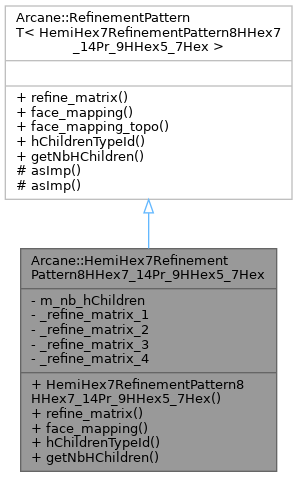 Arcane::RefinementPattern
T< HemiHex7RefinementPattern8HHex7
_14Pr_9HHex5_7Hex >
+ refine_matrix()
+ face_mapping()
+ face_mapping_topo()
+ hChildrenTypeId()
+ getNbHChildren()
# asImp()
# asImp()
Arcane::HemiHex7Refinement
Pattern8HHex7_14Pr_9HHex5_7Hex
- m_nb_hChildren
- _refine_matrix_1
- _refine_matrix_2
- _refine_matrix_3
- _refine_matrix_4
+ HemiHex7RefinementPattern8
HHex7_14Pr_9HHex5_7Hex()
+ refine_matrix()
+ face_mapping()
+ hChildrenTypeId()
+ getNbHChildren()